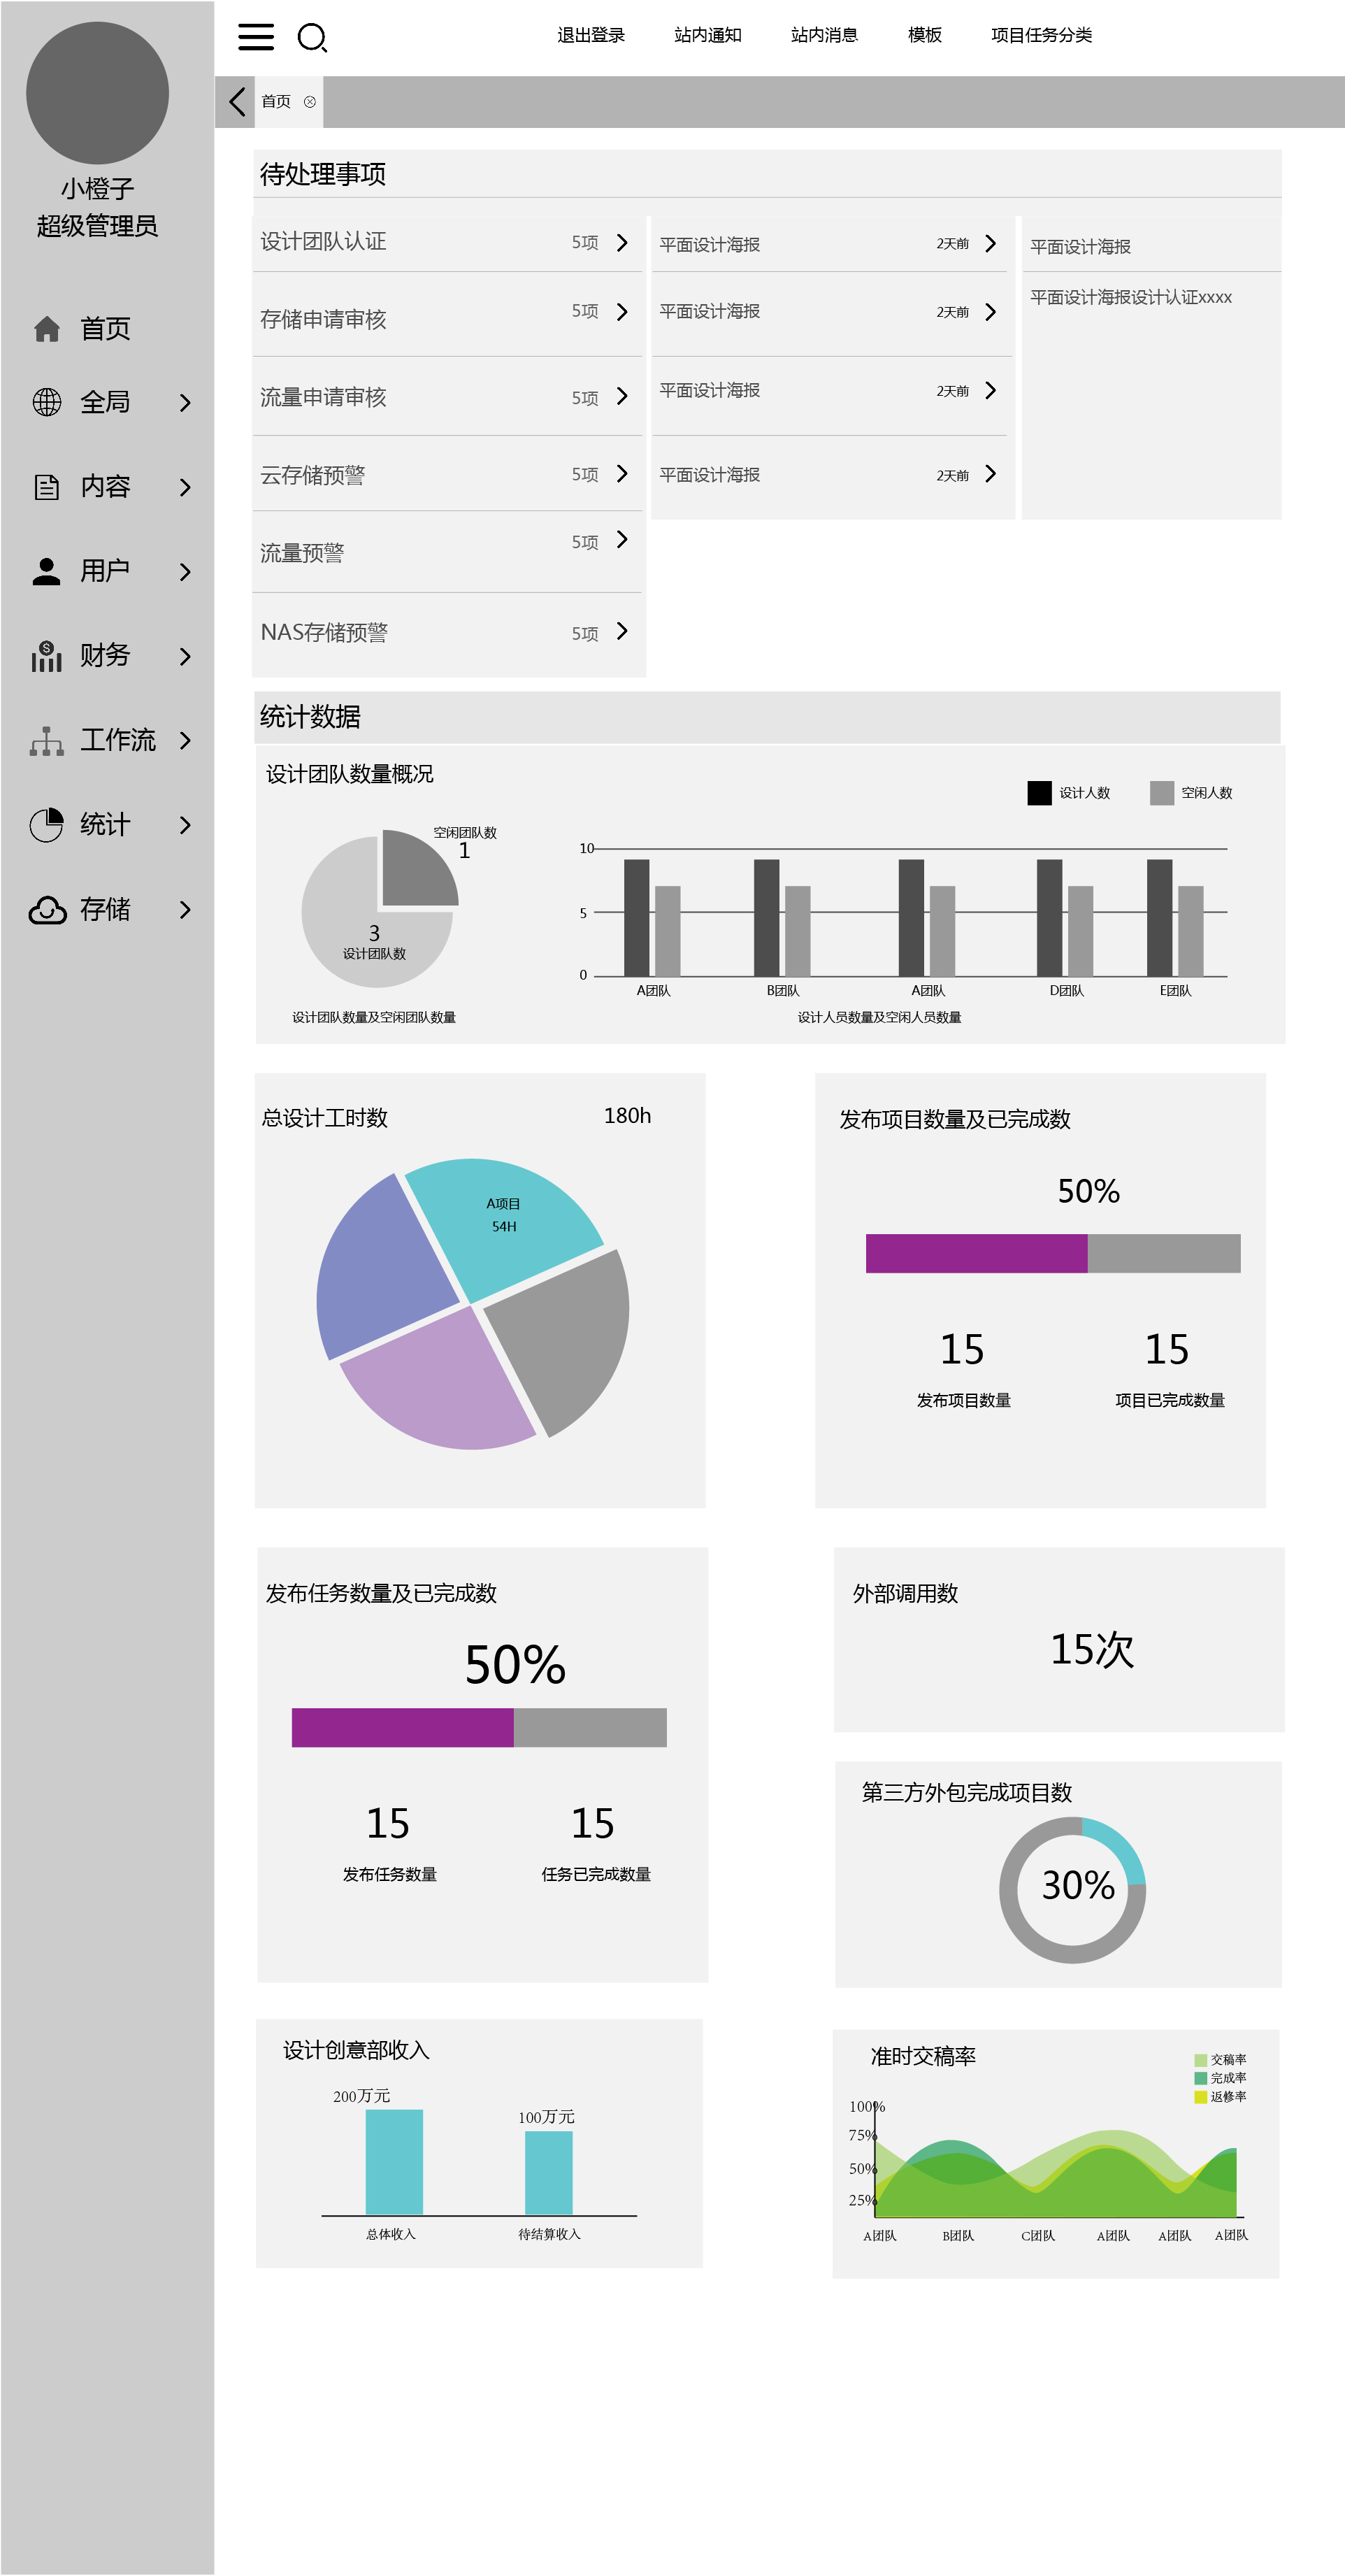 退出登录 站内通知 站内消息 模板 项目任务分类
首页
小橙子
超级管理员
首页
全局
内容
用户
财务
工作流
统计
存储
待处理事项
设计团队认证 5项
存储申请审核 5项
流量申请审核 5项
云存储预警 5项
流量预警 5项
NAS存储预警 5项
平面设计海报 2天前
平面设计海报 2天前
平面设计海报 2天前
平面设计海报 2天前
平面设计海报
平面设计海报设计认证xxxx
统计数据
设计团队数量概况
空闲团队数
1
3
设计团队数
设计团队数量及空闲团队数量
设计人数 空闲人数
10
5
0
A团队 B团队 A团队 D团队 E团队
设计人员数量及空闲人员数量
总设计工时数 180h
A项目
54H
发布项目数量及已完成数
50%
15 15
发布项目数量 项目已完成数量
发布任务数量及已完成数
50%
15 15
发布任务数量 任务已完成数量
外部调用数
15次
第三方外包完成项目数
30%
设计创意部收入
200万元
100万元
总体收入 待结算收入
准时交稿率
交稿率
完成率
返修率
100%
75%
50%
25%
A团队 B团队 C团队 A团队 A团队 A团队